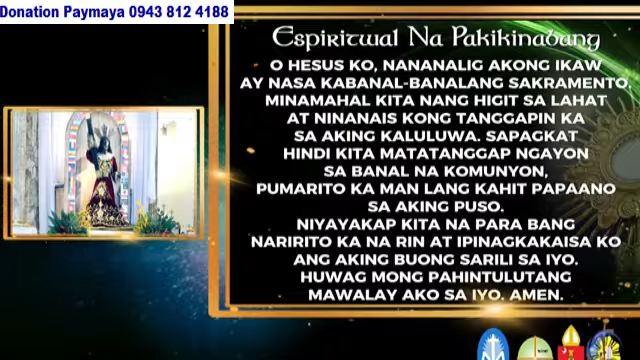 Donation Paymaya 0943 812 4188
Espiritwal Na Pakikinabang
O HESUS KO, NANANALIG AKONG IKAW
AY NASA KABANAL-BANALANG SAKRAMENTO.
MINAMAHAL KITA NANG HIGIT SA LAHAT
AT NINANAIS KONG TANGGAPIN KA
SA AKING KALULUWA. SAPAGKAT
HINDI KITA MATATANGGAP NGAYON
SA BANAL NA KOMUNYON,
PUMARITO KA MAN LANG KAHIT PAPAANO
SA AKING PUSO.
NIYAYAKAP KITA NA PARA BANG
NARIRITO KA NA RIN AT IPINAGKAKAISA KO
ANG AKING BUONG SARILI SA IYO.
HUWAG MONG PAHINTULUTANG
MAWALAY AKO SA IYO. AMEN.